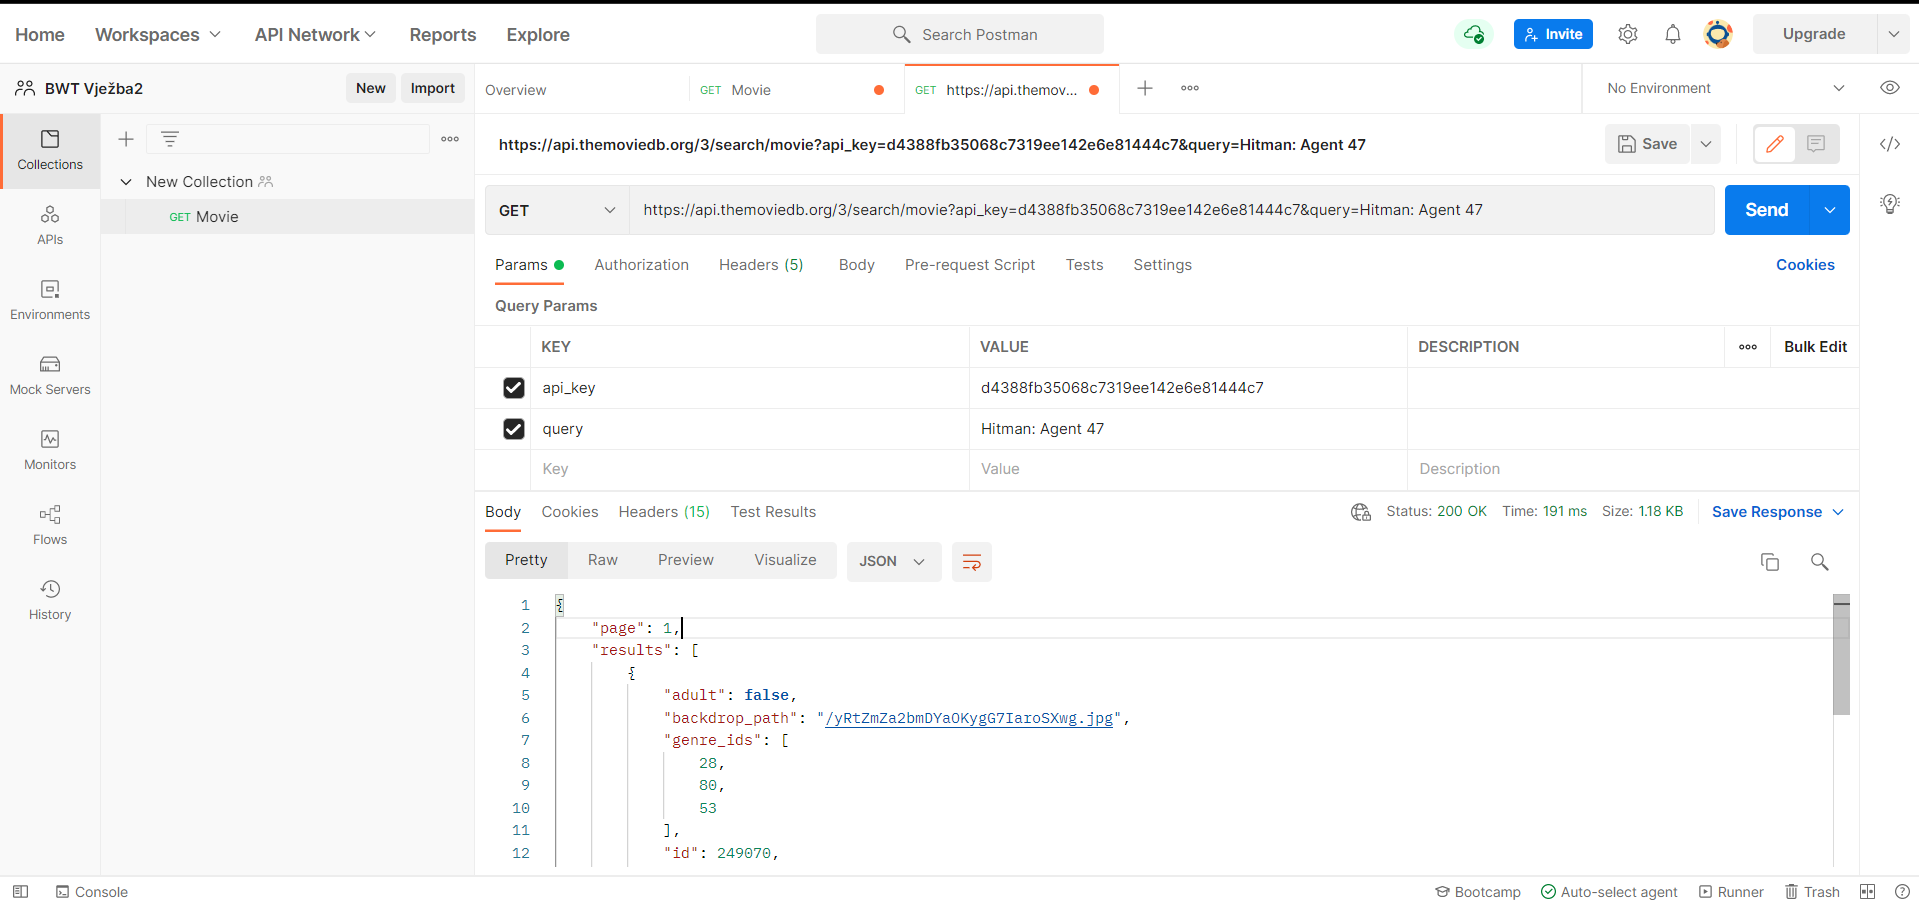 Home Workspaces API Network Reports Explore Search Postman Invite Upgrade
BWT Vježba2 New Import Overview GET Movie GET https://api.themov... No Environment
Collections
New Collection
GET Movie
APIs
Environments
Mock Servers
Monitors
Flows
History
https://api.themoviedb.org/3/search/movie?api_key=d4388fb35068c7319ee142e6e81444c7&query=Hitman: Agent 47 Save
GET https://api.themoviedb.org/3/search/movie?api_key=d4388fb35068c7319ee142e6e81444c7&query=Hitman: Agent 47 Send
Params Authorization Headers (5) Body Pre-request Script Tests Settings Cookies
Query Params
KEY VALUE DESCRIPTION Bulk Edit
api_key d4388fb35068c7319ee142e6e81444c7
query Hitman: Agent 47
Key Value Description
Body Cookies Headers (15) Test Results Status: 200 OK Time: 191 ms Size: 1.18 KB Save Response
Pretty Raw Preview Visualize JSON
1 {
2 "page": 1,
3 "results": [
4 {
5 "adult": false,
6 "backdrop_path": "/yRtZmZa2bmDYaOKygG7IaroSXwg.jpg",
7 "genre_ids": [
8 28,
9 80,
10 53
11 ],
12 "id": 249070,
Console Bootcamp Auto-select agent Runner Trash